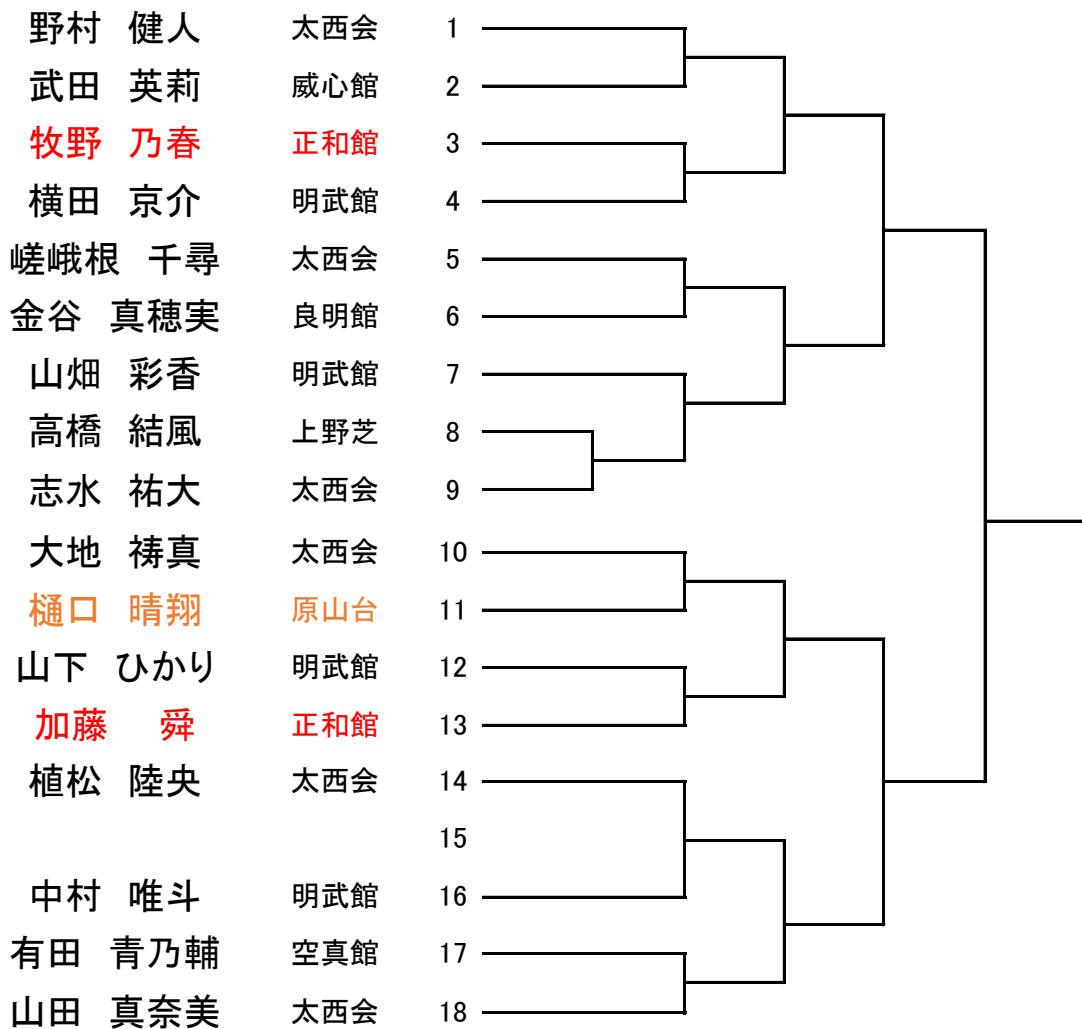 野村 健人 太西会 1
武田 英莉 威心館 2
牧野 乃春 正和館 3
横田 京介 明武館 4
嵯峨根 千尋 太西会 5
金谷 真穂実 良明館 6
山畑 彩香 明武館 7
高橋 結風 上野芝 8
志水 祐大 太西会 9
大地 祷真 太西会 10
樋口 晴翔 原山台 11
山下 ひかり 明武館 12
加藤 舜 正和館 13
植松 陸央 太西会 14
15
中村 唯斗 明武館 16
有田 青乃輔 空真館 17
山田 真奈美 太西会 18